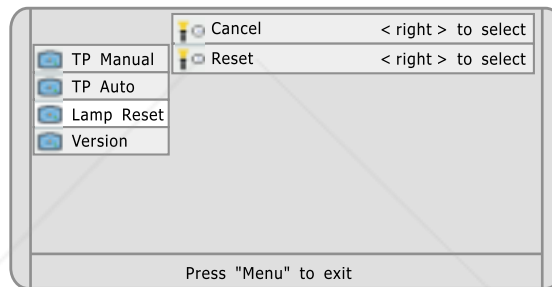 Cancel < right > to select
Reset < right > to select
TP Manual
TP Auto
Lamp Reset
Version
Press "Menu" to exit